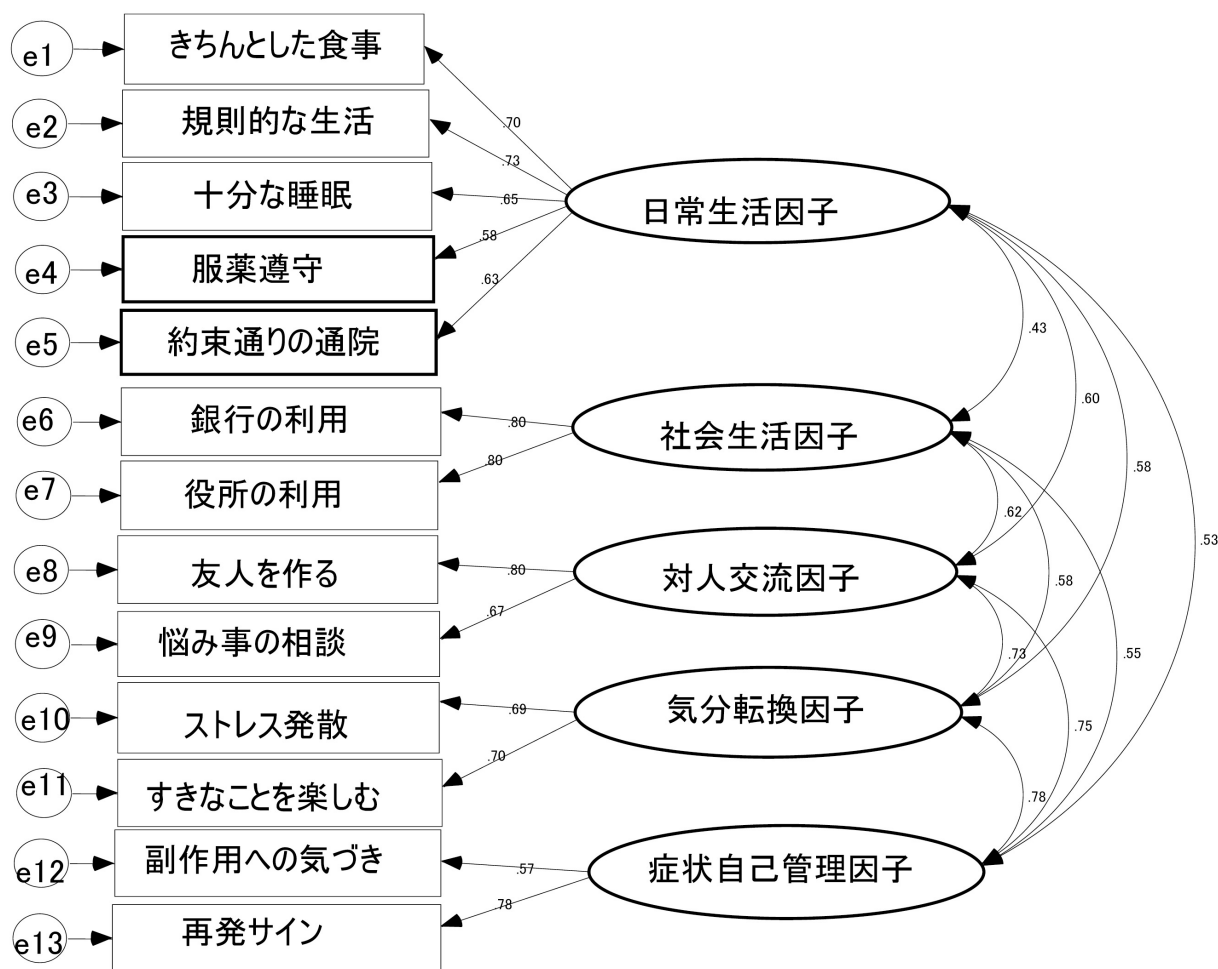 e1
きちんとした食事
e2
規則的な生活
e3
十分な睡眠
e4
服薬遵守
e5
約束通りの通院
e6
銀行の利用
e7
役所の利用
e8
友人を作る
e9
悩み事の相談
e10
ストレス発散
e11
すきなことを楽しむ
e12
副作用への気づき
e13
再発サイン
.70
.73
.65
.58
.63
.80
.80
.80
.67
.69
.70
.57
.78
日常生活因子
社会生活因子
対人交流因子
気分転換因子
症状自己管理因子
.43
.60
.58
.53
.62
.58
.55
.73
.75
.78